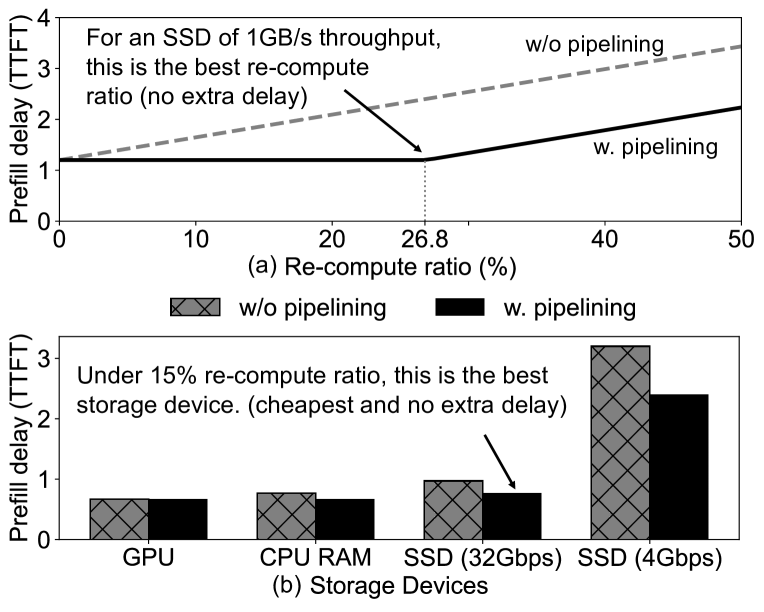 Prefill delay (TTFT)
4
3
2
1
0
For an SSD of 1GB/s throughput,
this is the best re-compute
ratio (no extra delay)
w/o pipelining
w. pipelining
0
10
20
26.8
40
50
(a) Re-compute ratio (%)
w/o pipelining
w. pipelining
Prefill delay (TTFT)
3
2
1
0
Under 15% re-compute ratio, this is the best
storage device. (cheapest and no extra delay)
GPU
CPU RAM
SSD (32Gbps)
SSD (4Gbps)
(b) Storage Devices